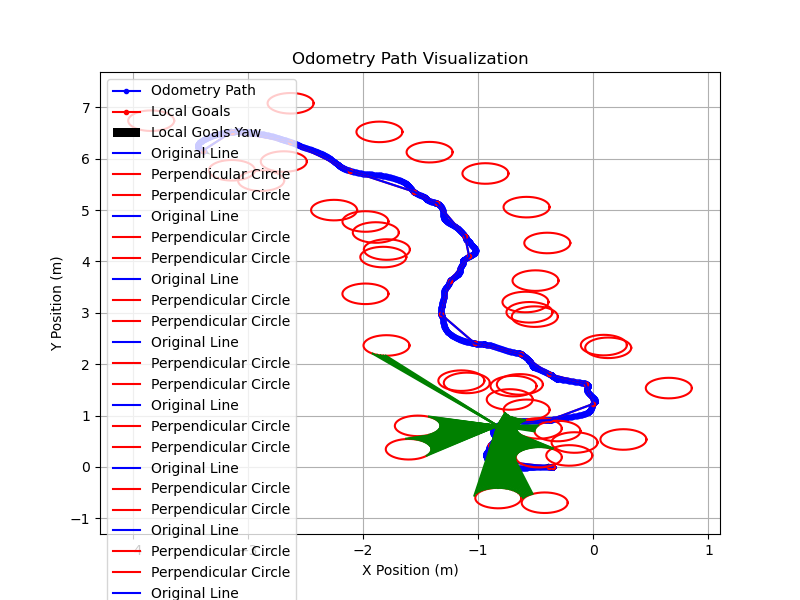 Odometry Path Visualization
Y Position (m)
7
6
5
4
3
2
1
0
−1
Odometry Path
Local Goals
Local Goals Yaw
Original Line
Perpendicular Circle
Perpendicular Circle
Original Line
Perpendicular Circle
Perpendicular Circle
Original Line
Perpendicular Circle
Perpendicular Circle
Original Line
Perpendicular Circle
Perpendicular Circle
Original Line
Perpendicular Circle
Perpendicular Circle
Original Line
Perpendicular Circle
Perpendicular Circle
Original Line
Perpendicular Circle
Perpendicular Circle
Original Line
−2 −1 0 1
X Position (m)